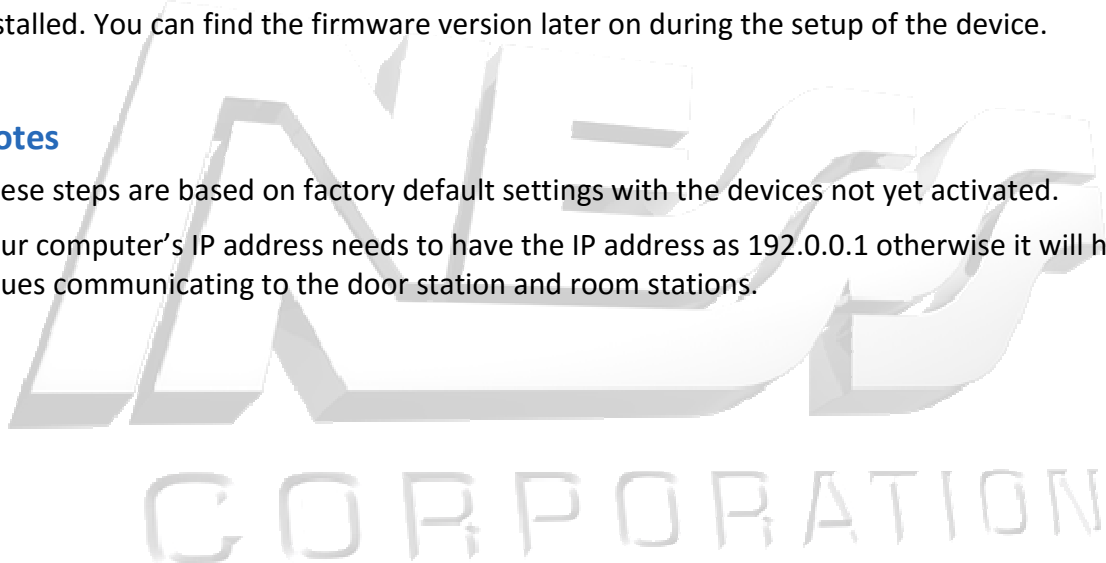 stalled. You can find the firmware version later on during the setup of the device.
otes
ese steps are based on factory default settings with the devices not yet activated.
ur computer’s IP address needs to have the IP address as 192.0.0.1 otherwise it will h
ues communicating to the door station and room stations.
NESS
CORPORATION